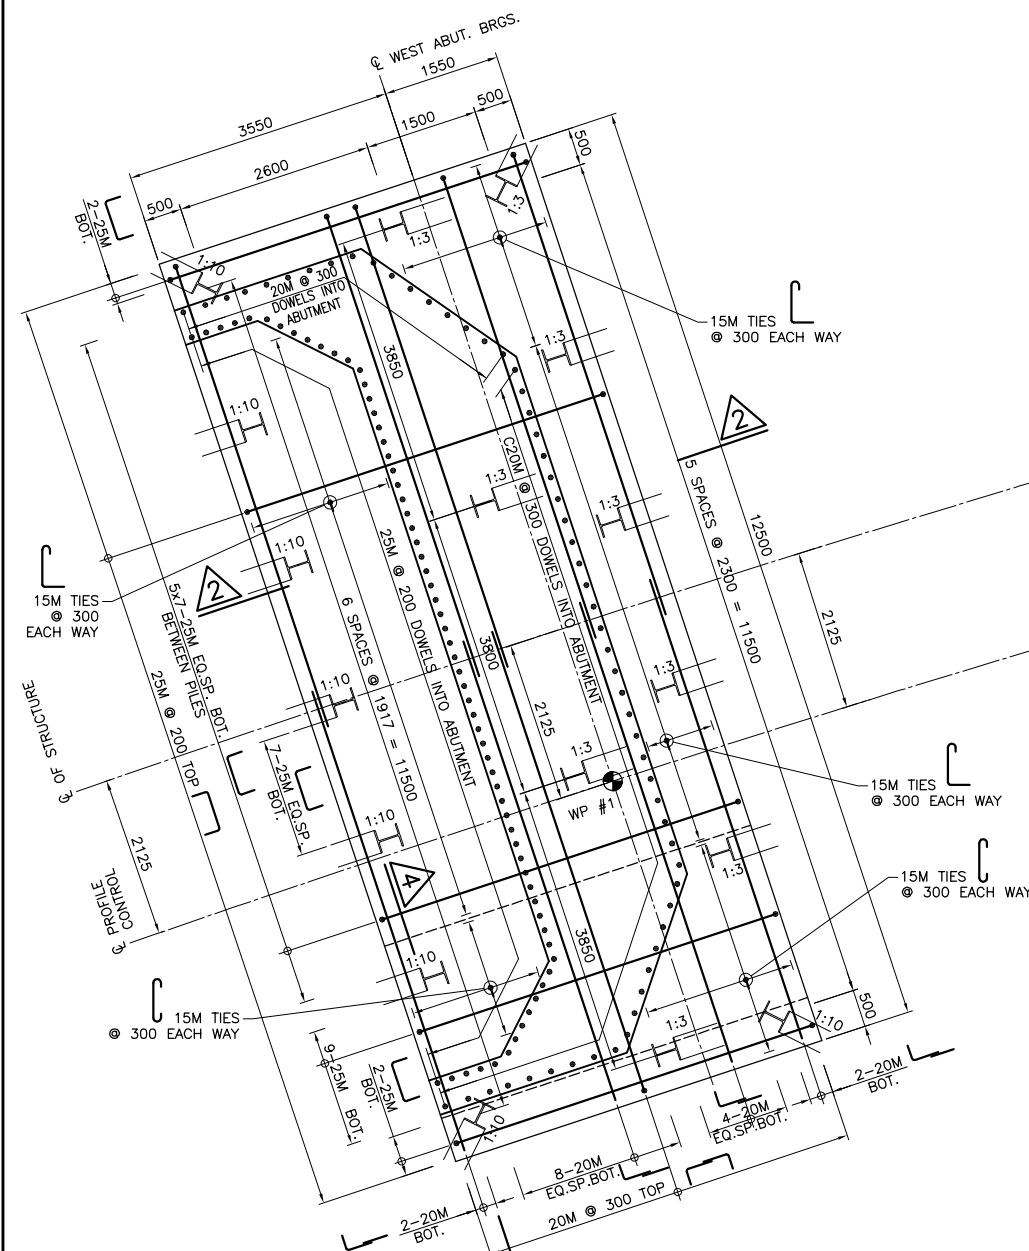 ℄ WEST ABUT. BRGS.
1550
3550
1500
500
2600
500
500
2-25M
BOT.
1:10
1:3
1:3
20M @ 300
DOWELS INTO
ABUTMENT
15M TIES
@ 300 EACH WAY
3850
1:3
1:10
2
C20M @ 300 DOWELS INTO ABUTMENT
1:3
1:3
5 SPACES @ 2300 = 11500
12500
15M TIES
@ 300
EACH WAY
2
1:10
25M @ 200 DOWELS INTO ABUTMENT
6 SPACES @ 1917 = 11500
5x7-25M EQ.SP. BOT.
BETWEEN PILES
25M @ 200 TOP
3800
2125
2125
1:3
1:10
℄ OF STRUCTURE
7-25M EQ.SP
BOT.
1:3
WP #1
15M TIES
@ 300 EACH WAY
2125
1:10
4
℄ PROFILE
CONTROL
1:3
15M TIES
@ 300 EACH WAY
3850
1:10
15M TIES
@ 300 EACH WAY
500
1:3
1:10
9-25M BOT.
2-25M
BOT.
1:10
2-20M
BOT.
4-20M
EQ.SP.BOT.
8-20M
EQ.SP.BOT.
20M @ 300 TOP
2-20M
BOT.